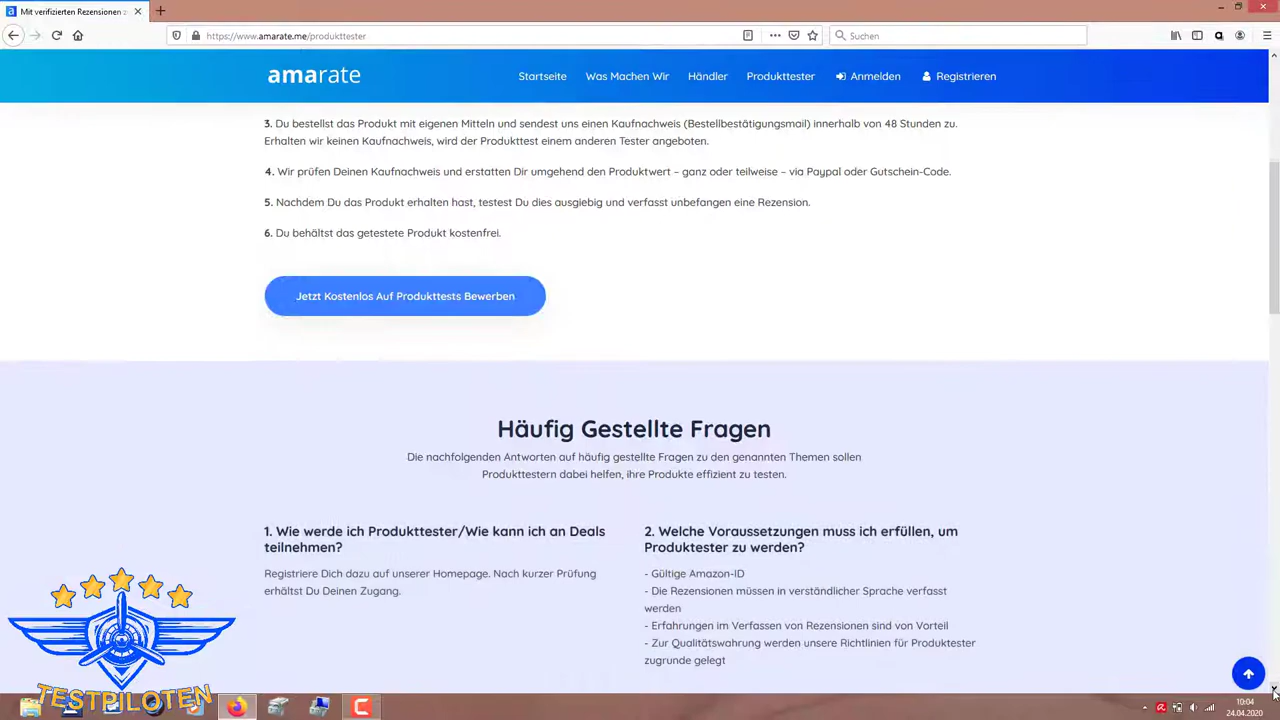 Mit verifizierten Rezensionen z
https://www.amarate.me/produkttester
Suchen
amarate
Startseite
Was Machen Wir
Händler
Produkttester
Anmelden
Registrieren
3. Du bestellst das Produkt mit eigenen Mitteln und sendest uns einen Kaufnachweis (Bestellbestätigungsmail) innerhalb von 48 Stunden zu.
Erhalten wir keinen Kaufnachweis, wird der Produkttest einem anderen Tester angeboten.
4. Wir prüfen Deinen Kaufnachweis und erstatten Dir umgehend den Produktwert – ganz oder teilweise – via Paypal oder Gutschein-Code.
5. Nachdem Du das Produkt erhalten hast, testest Du dies ausgiebig und verfasst unbefangen eine Rezension.
6. Du behältst das getestete Produkt kostenfrei.
Jetzt Kostenlos Auf Produkttests Bewerben
Häufig Gestellte Fragen
Die nachfolgenden Antworten auf häufig gestellte Fragen zu den genannten Themen sollen
Produkttestern dabei helfen, ihre Produkte effizient zu testen.
1. Wie werde ich Produkttester/Wie kann ich an Deals
teilnehmen?
Registriere Dich dazu auf unserer Homepage. Nach kurzer Prüfung
erhältst Du Deinen Zugang.
2. Welche Voraussetzungen muss ich erfüllen, um
Produktester zu werden?
- Gültige Amazon-ID
- Die Rezensionen müssen in verständlicher Sprache verfasst
werden
- Erfahrungen im Verfassen von Rezensionen sind von Vorteil
- Zur Qualitätswahrung werden unsere Richtlinien für Produktester
zugrunde gelegt
TESTPILOTEN
10:04
24.04.2020